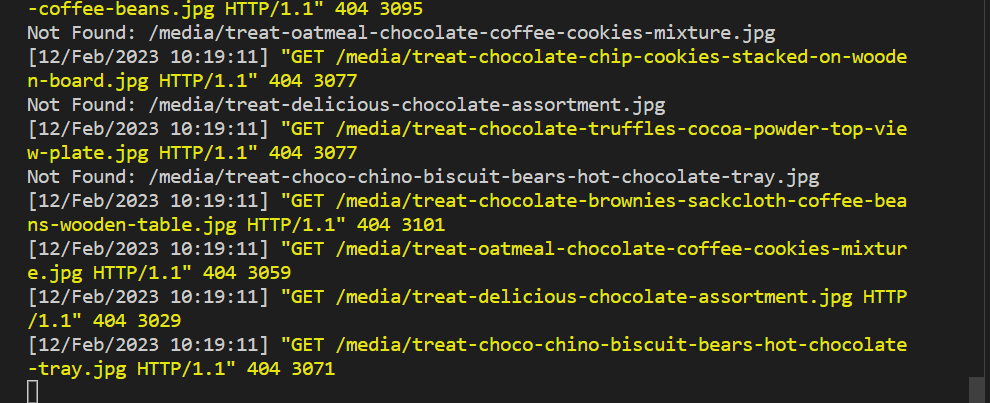 -coffee-beans.jpg HTTP/1.1" 404 3095
Not Found: /media/treat-oatmeal-chocolate-coffee-cookies-mixture.jpg
[12/Feb/2023 10:19:11] "GET /media/treat-chocolate-chip-cookies-stacked-on-woode
n-board.jpg HTTP/1.1" 404 3077
Not Found: /media/treat-delicious-chocolate-assortment.jpg
[12/Feb/2023 10:19:11] "GET /media/treat-chocolate-truffles-cocoa-powder-top-vie
w-plate.jpg HTTP/1.1" 404 3077
Not Found: /media/treat-choco-chino-biscuit-bears-hot-chocolate-tray.jpg
[12/Feb/2023 10:19:11] "GET /media/treat-chocolate-brownies-sackcloth-coffee-bea
ns-wooden-table.jpg HTTP/1.1" 404 3101
[12/Feb/2023 10:19:11] "GET /media/treat-oatmeal-chocolate-coffee-cookies-mixtur
e.jpg HTTP/1.1" 404 3059
[12/Feb/2023 10:19:11] "GET /media/treat-delicious-chocolate-assortment.jpg HTTP
/1.1" 404 3029
[12/Feb/2023 10:19:11] "GET /media/treat-choco-chino-biscuit-bears-hot-chocolate
-tray.jpg HTTP/1.1" 404 3071